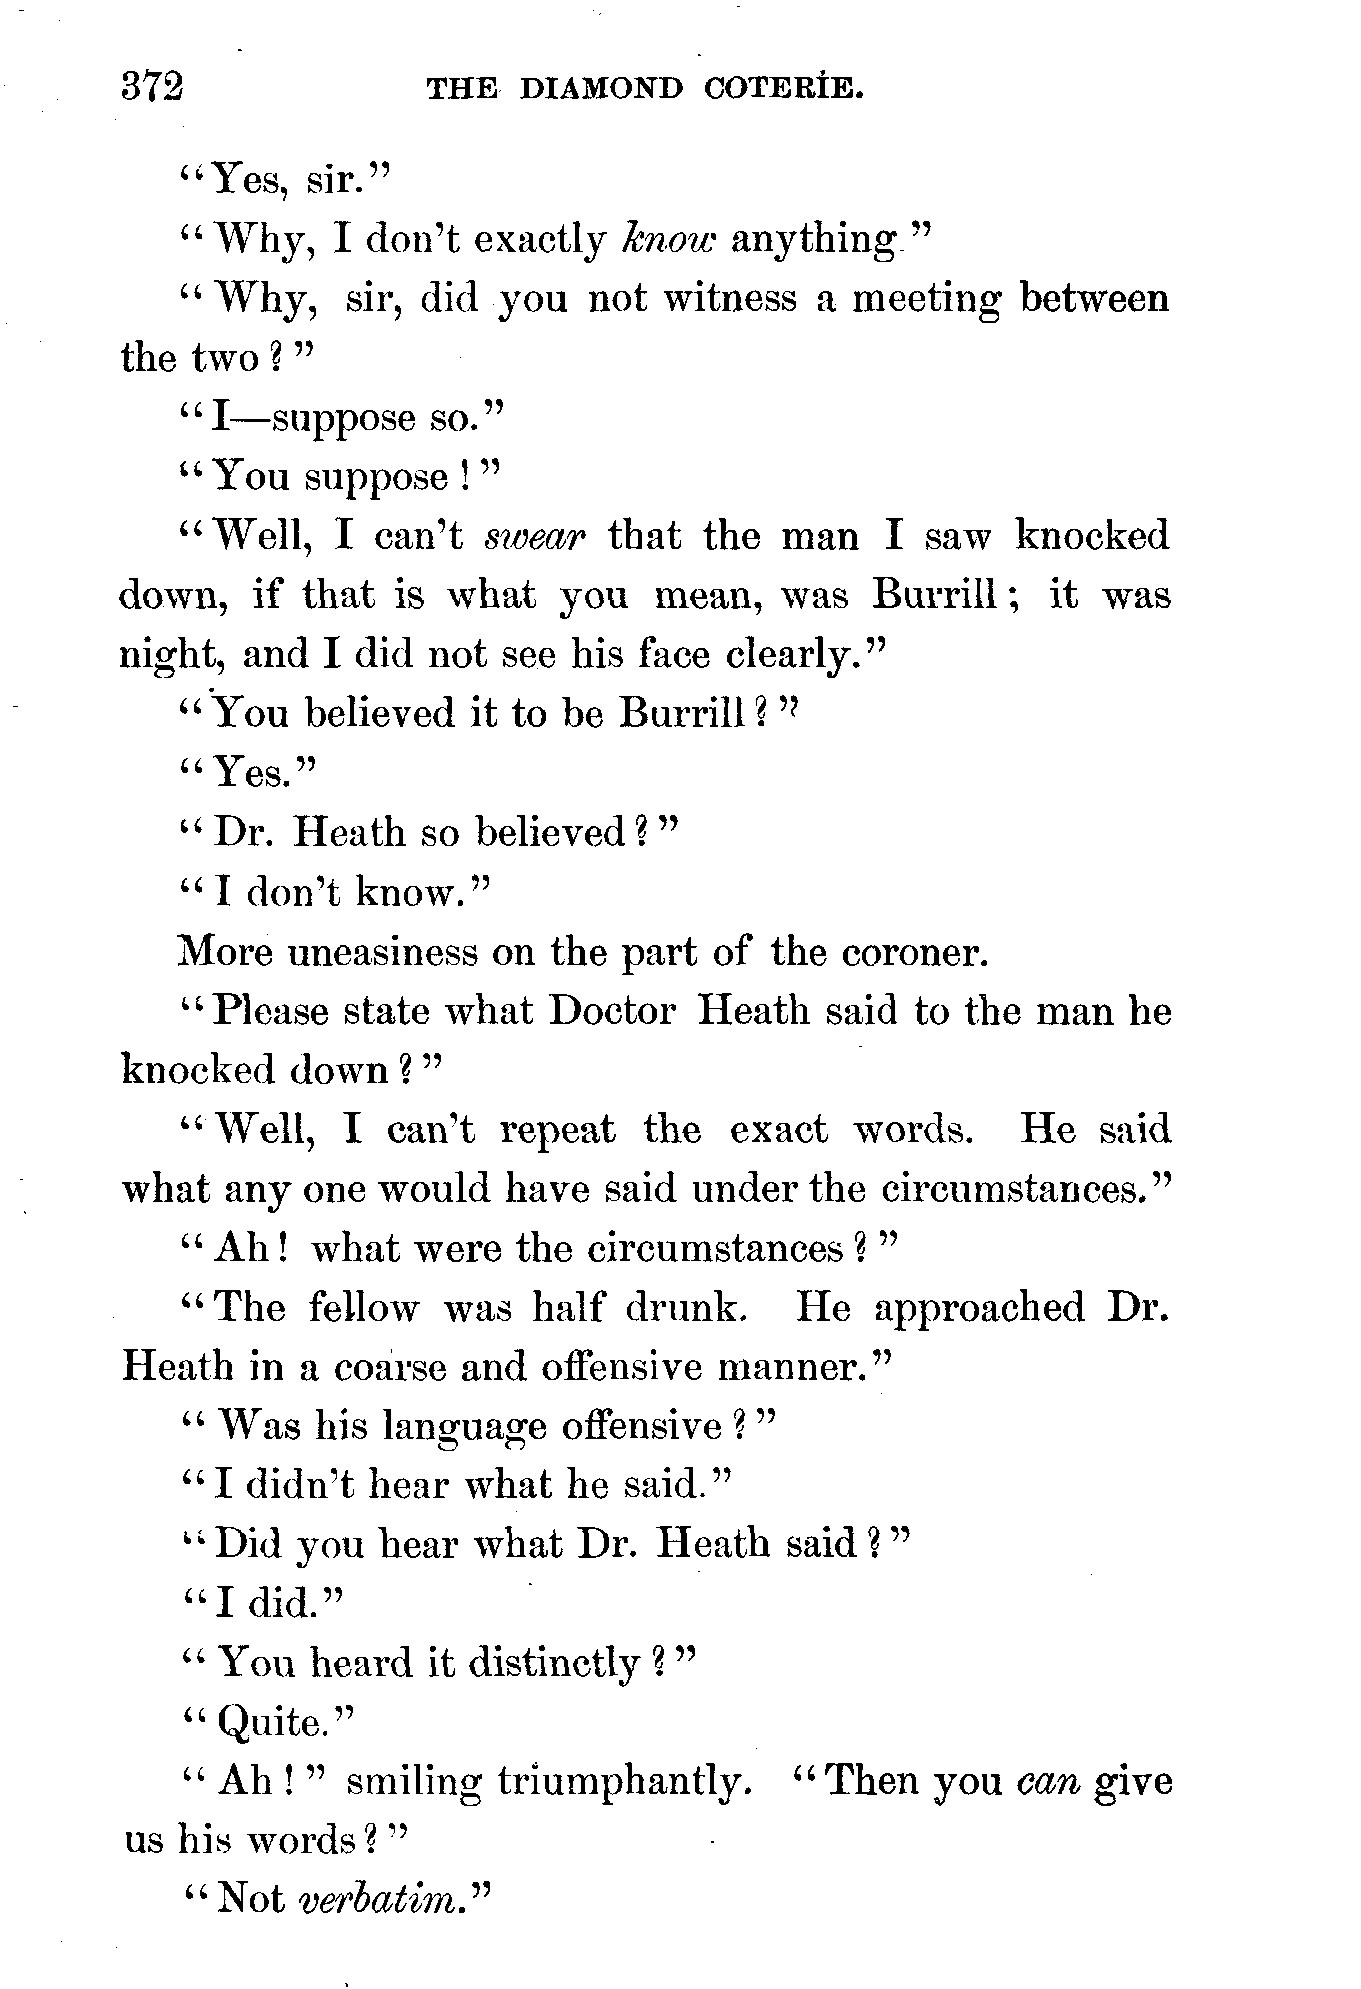 372 THE DIAMOND COTERIE.
“Yes, sir.”
“Why, I don’t exactly know anything.”
“Why, sir, did you not witness a meeting between
the two?”
“I—suppose so.”
“You suppose!”
“Well, I can’t swear that the man I saw knocked
down, if that is what you mean, was Burrill; it was
night, and I did not see his face clearly.”
“You believed it to be Burrill?”
“Yes.”
“Dr. Heath so believed?”
“I don’t know.”
More uneasiness on the part of the coroner.
“Please state what Doctor Heath said to the man he
knocked down?”
“Well, I can’t repeat the exact words. He said
what any one would have said under the circumstances.”
“Ah! what were the circumstances?”
“The fellow was half drunk. He approached Dr.
Heath in a coarse and offensive manner.”
“Was his language offensive?”
“I didn’t hear what he said.”
“Did you hear what Dr. Heath said?”
“I did.”
“You heard it distinctly?”
“Quite.”
“Ah!” smiling triumphantly. “Then you can give
us his words?”
“Not verbatim.”